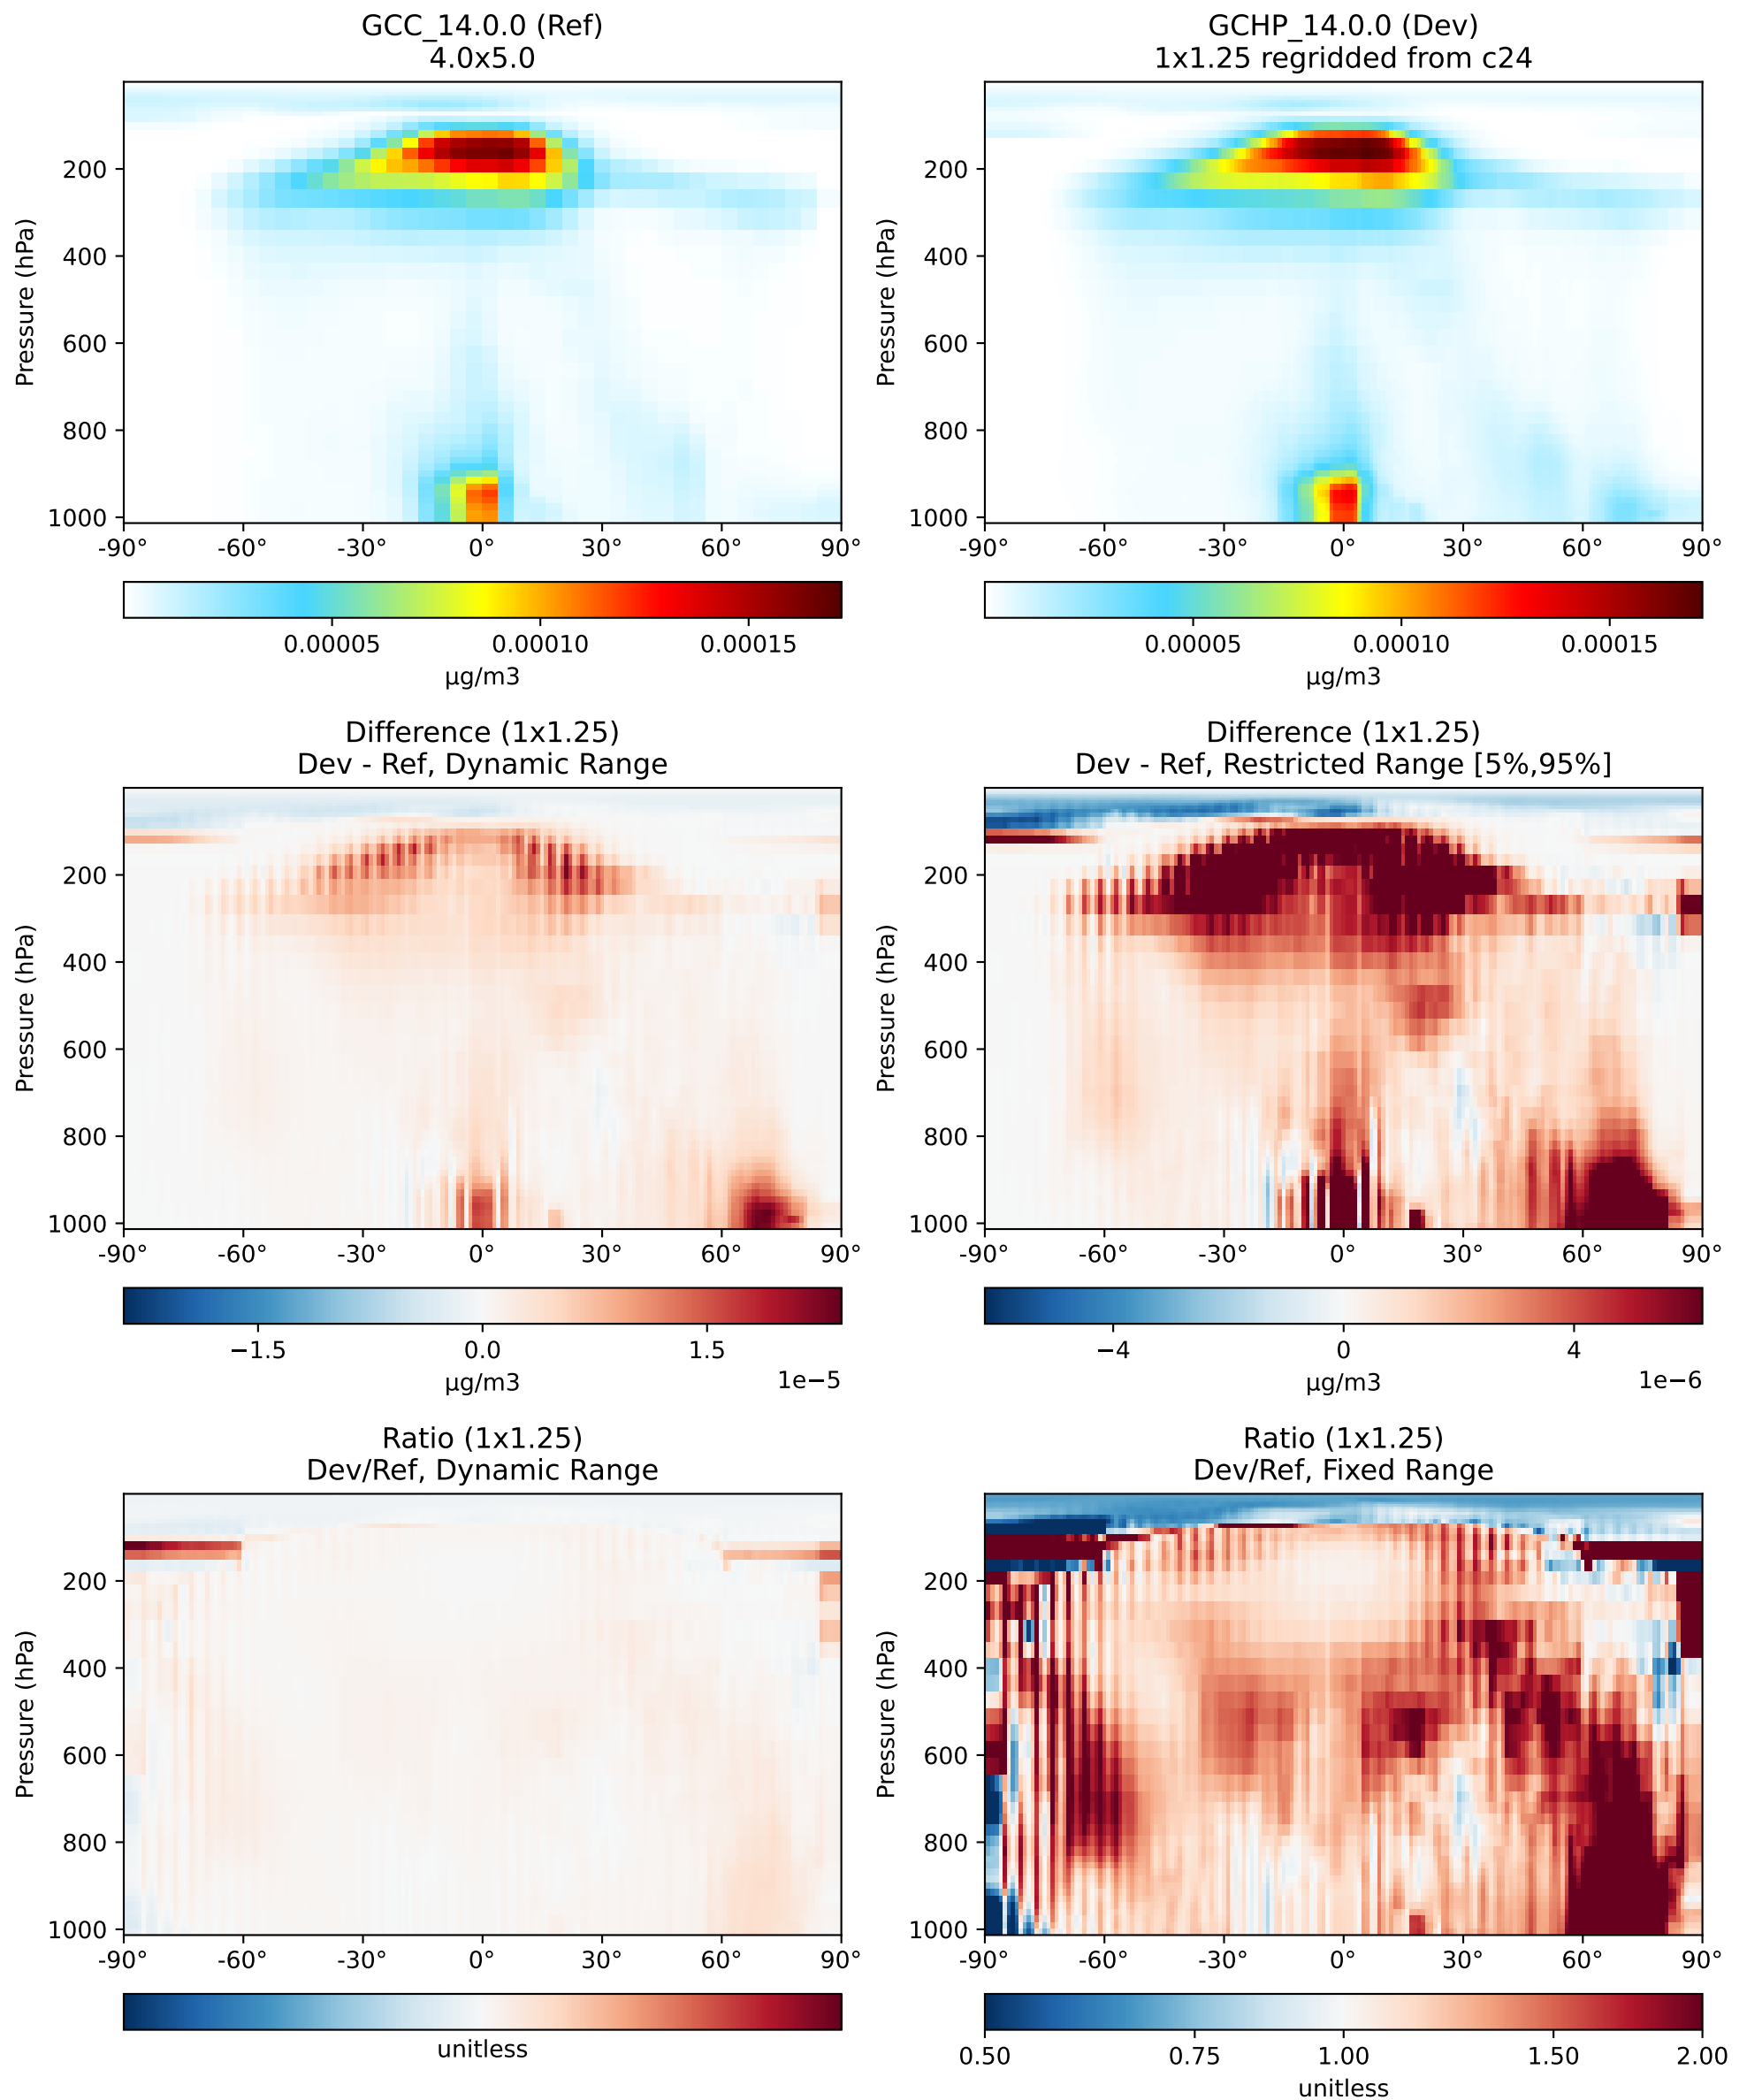 GCC_14.0.0 (Ref)
4.0x5.0
Pressure (hPa)
200
400
600
800
1000
-90° -60° -30° 0° 30° 60° 90°
0.00005 0.00010 0.00015
µg/m3
GCHP_14.0.0 (Dev)
1x1.25 regridded from c24
Pressure (hPa)
200
400
600
800
1000
-90° -60° -30° 0° 30° 60° 90°
0.00005 0.00010 0.00015
µg/m3
Difference (1x1.25)
Dev - Ref, Dynamic Range
Pressure (hPa)
200
400
600
800
1000
-90° -60° -30° 0° 30° 60° 90°
−1.5 0.0 1.5
µg/m3 1e−5
Difference (1x1.25)
Dev - Ref, Restricted Range [5%,95%]
Pressure (hPa)
200
400
600
800
1000
-90° -60° -30° 0° 30° 60° 90°
−4 0 4
µg/m3 1e−6
Ratio (1x1.25)
Dev/Ref, Dynamic Range
Pressure (hPa)
200
400
600
800
1000
-90° -60° -30° 0° 30° 60° 90°
unitless
Ratio (1x1.25)
Dev/Ref, Fixed Range
Pressure (hPa)
200
400
600
800
1000
-90° -60° -30° 0° 30° 60° 90°
0.50 0.75 1.00 1.50 2.00
unitless